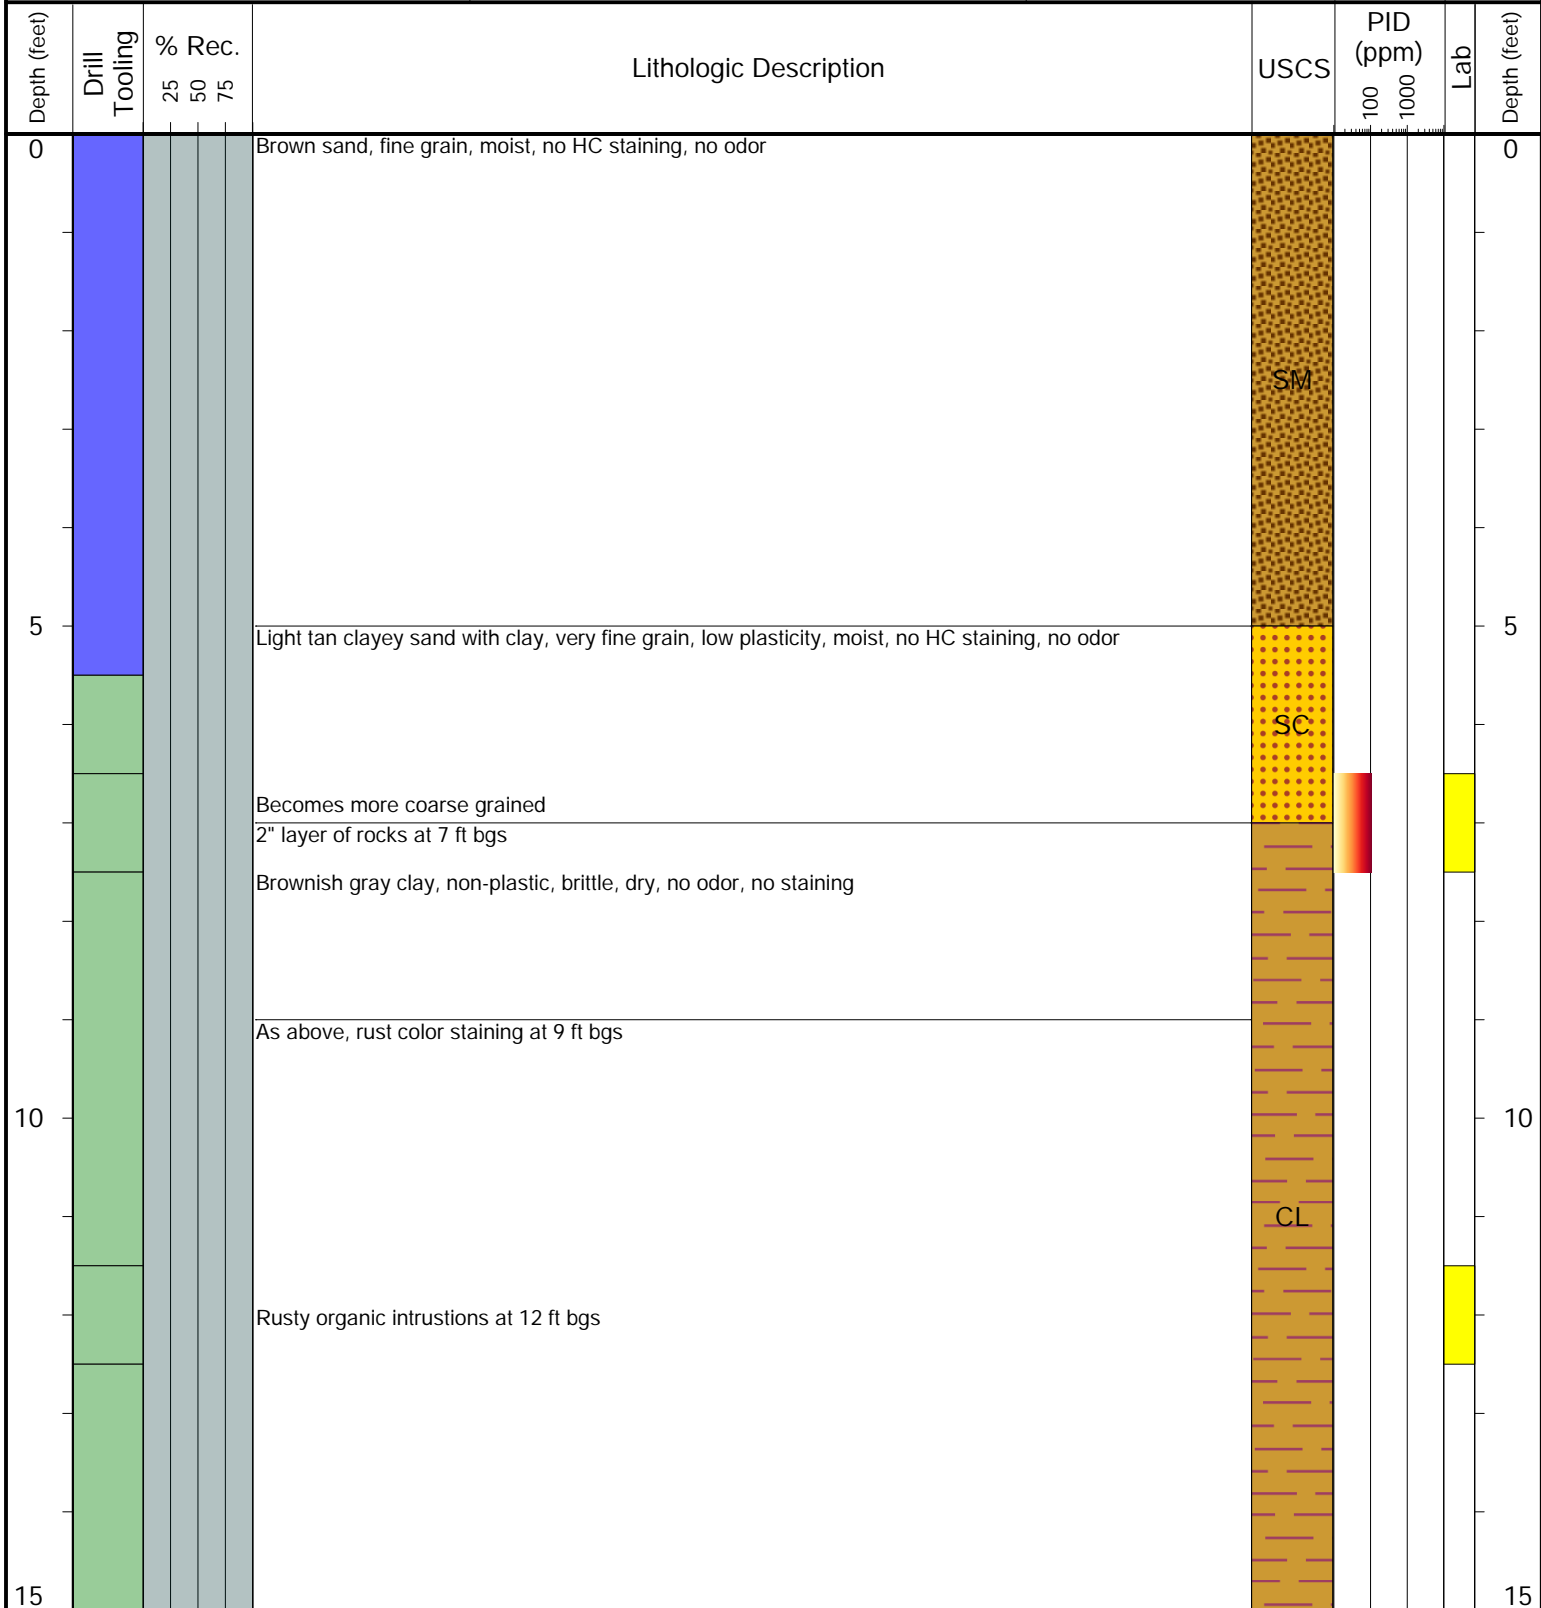 Depth (feet)
Drill
Tooling
% Rec.
25 50 75
Lithologic Description
USCS
PID
(ppm)
100 1000
Lab
Depth (feet)
0 Brown sand, fine grain, moist, no HC staining, no odor 0
SM
5 5
Light tan clayey sand with clay, very fine grain, low plasticity, moist, no HC staining, no odor
SC
Becomes more coarse grained
2" layer of rocks at 7 ft bgs
Brownish gray clay, non-plastic, brittle, dry, no odor, no staining
As above, rust color staining at 9 ft bgs
10 10
CL
Rusty organic intrustions at 12 ft bgs
15 15